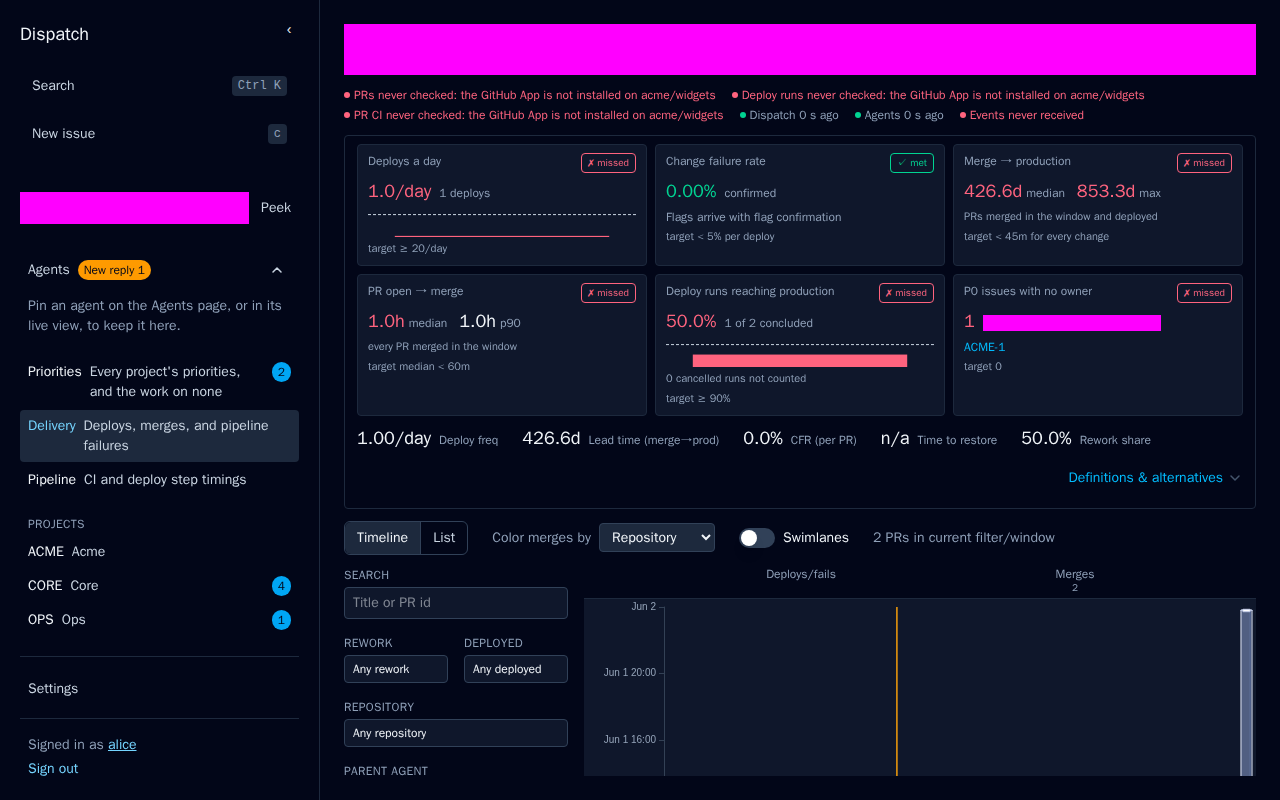 Dispatch
Search Ctrl K
New issue C
Peek
Agents New reply 1
Pin an agent on the Agents page, or in its
live view, to keep it here.
Priorities Every project's priorities,
and the work on none
2
Delivery Deploys, merges, and pipeline
failures
Pipeline CI and deploy step timings
PROJECTS
ACME Acme
CORE Core 4
OPS Ops 1
Settings
Signed in as alice
Sign out
PRs never checked: the GitHub App is not installed on acme/widgets Deploy runs never checked: the GitHub App is not installed on acme/widgets
PR CI never checked: the GitHub App is not installed on acme/widgets Dispatch 0 s ago Agents 0 s ago Events never received
Deploys a day ✗ missed
1.0/day 1 deploys
target ≥ 20/day
Change failure rate ✓ met
0.00% confirmed
Flags arrive with flag confirmation
target < 5% per deploy
Merge → production ✗ missed
426.6d median 853.3d max
PRs merged in the window and deployed
target < 45m for every change
PR open → merge ✗ missed
1.0h median 1.0h p90
every PR merged in the window
target median < 60m
Deploy runs reaching production ✗ missed
50.0% 1 of 2 concluded
0 cancelled runs not counted
target ≥ 90%
P0 issues with no owner ✗ missed
1
ACME-1
target 0
1.00/day Deploy freq 426.6d Lead time (merge→prod) 0.0% CFR (per PR) n/a Time to restore 50.0% Rework share
Definitions & alternatives
Timeline List Color merges by Repository Swimlanes 2 PRs in current filter/window
SEARCH
Title or PR id
REWORK DEPLOYED
Any rework Any deployed
REPOSITORY
Any repository
PARENT AGENT
Deploys/fails Merges
2
Jun 2
Jun 1 20:00
Jun 1 16:00